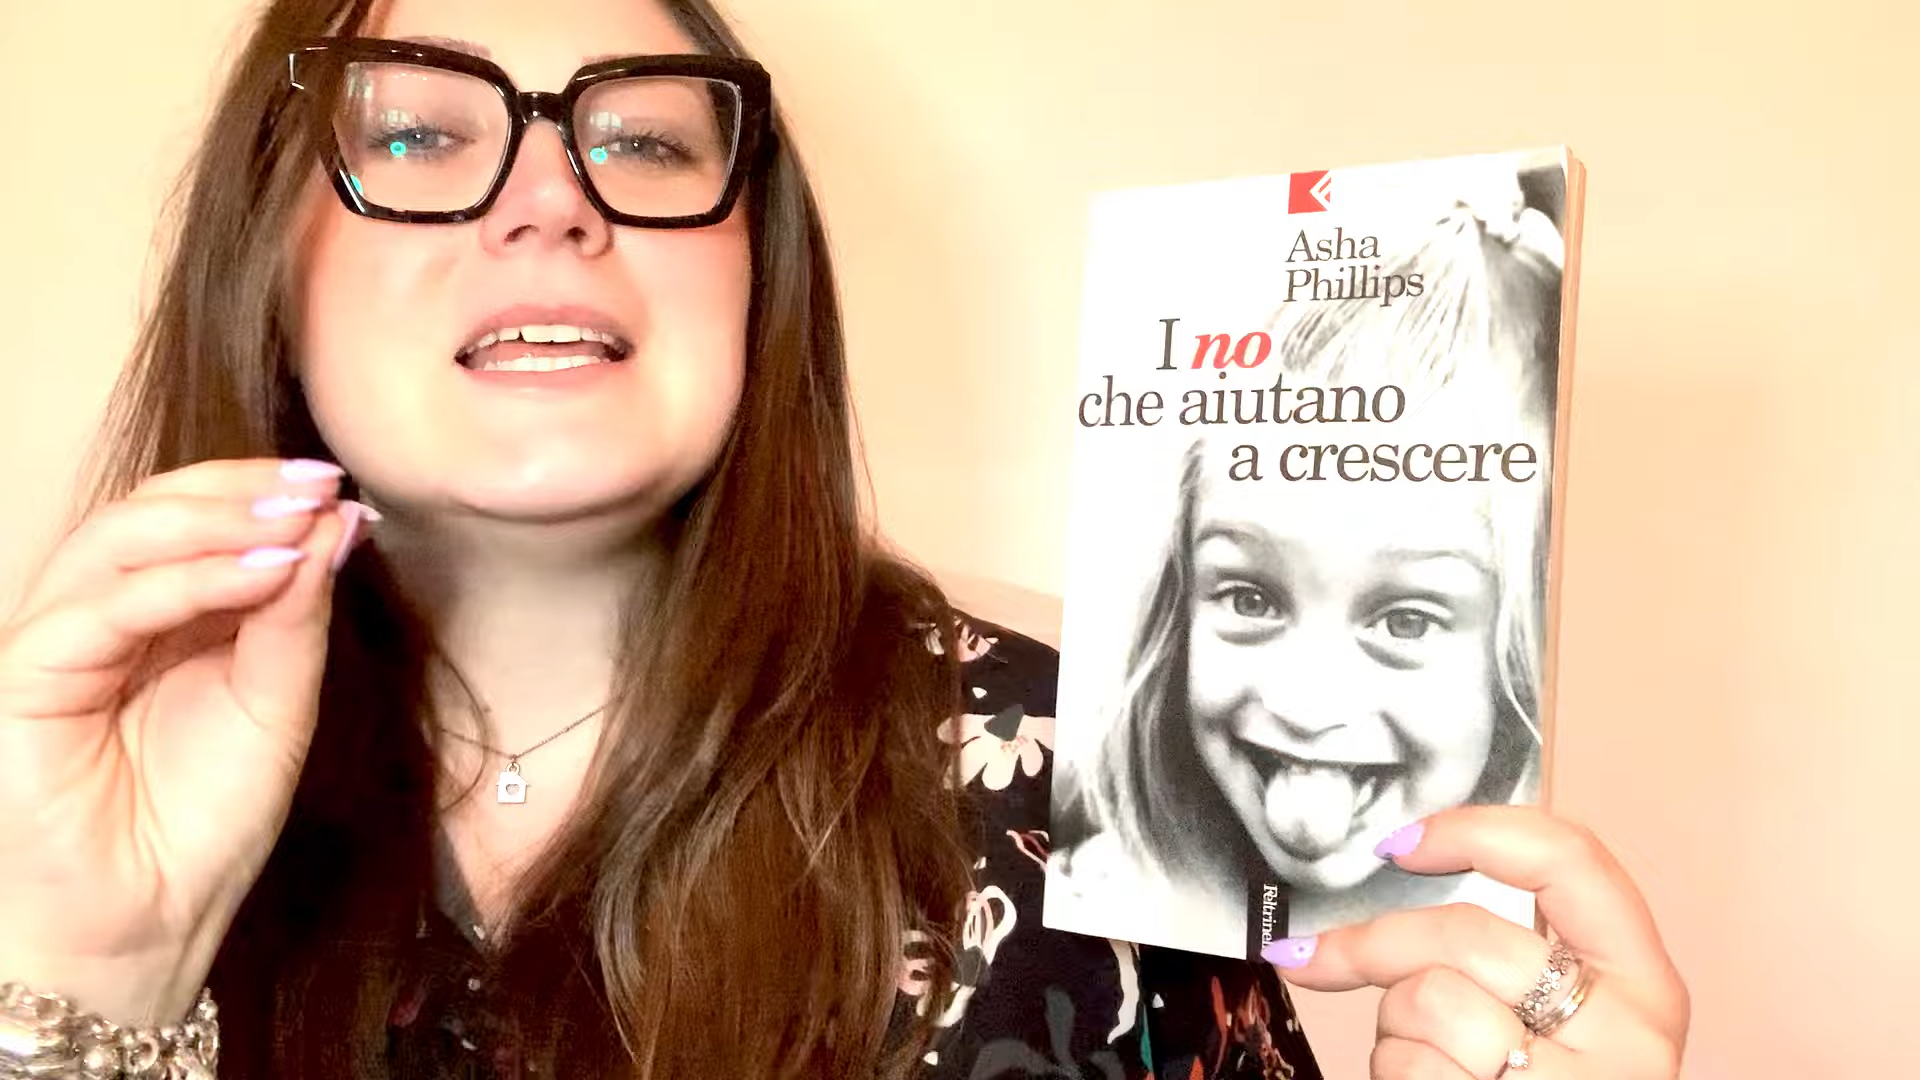 Asha
Phillips
I no
che aiutano
a crescere